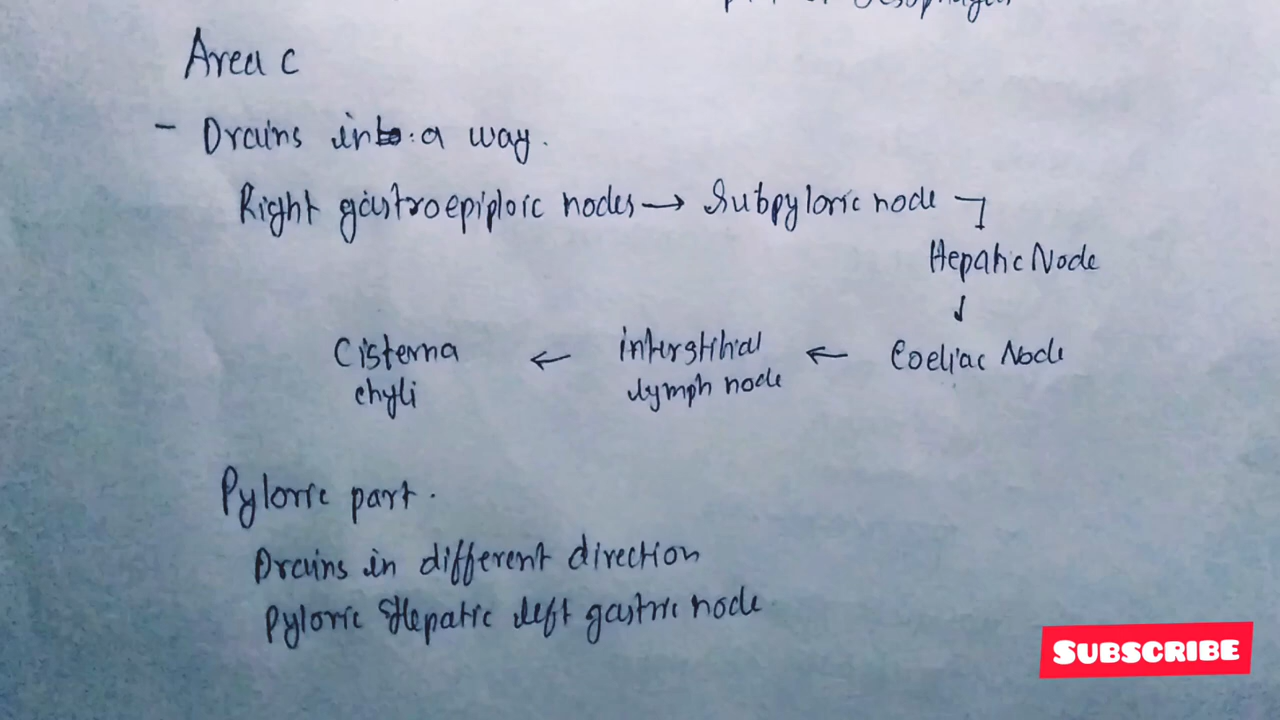 Area C
- Drains into a way.
Right gastroepiploic nodes → Subpyloric node
Hepatic Node
↓
Cisterna ← interstitial ← Coeliac Node
chyli lymph node
Pyloric part.
Drains in different direction
Pyloric Hepatic left gastric node
SUBSCRIBE